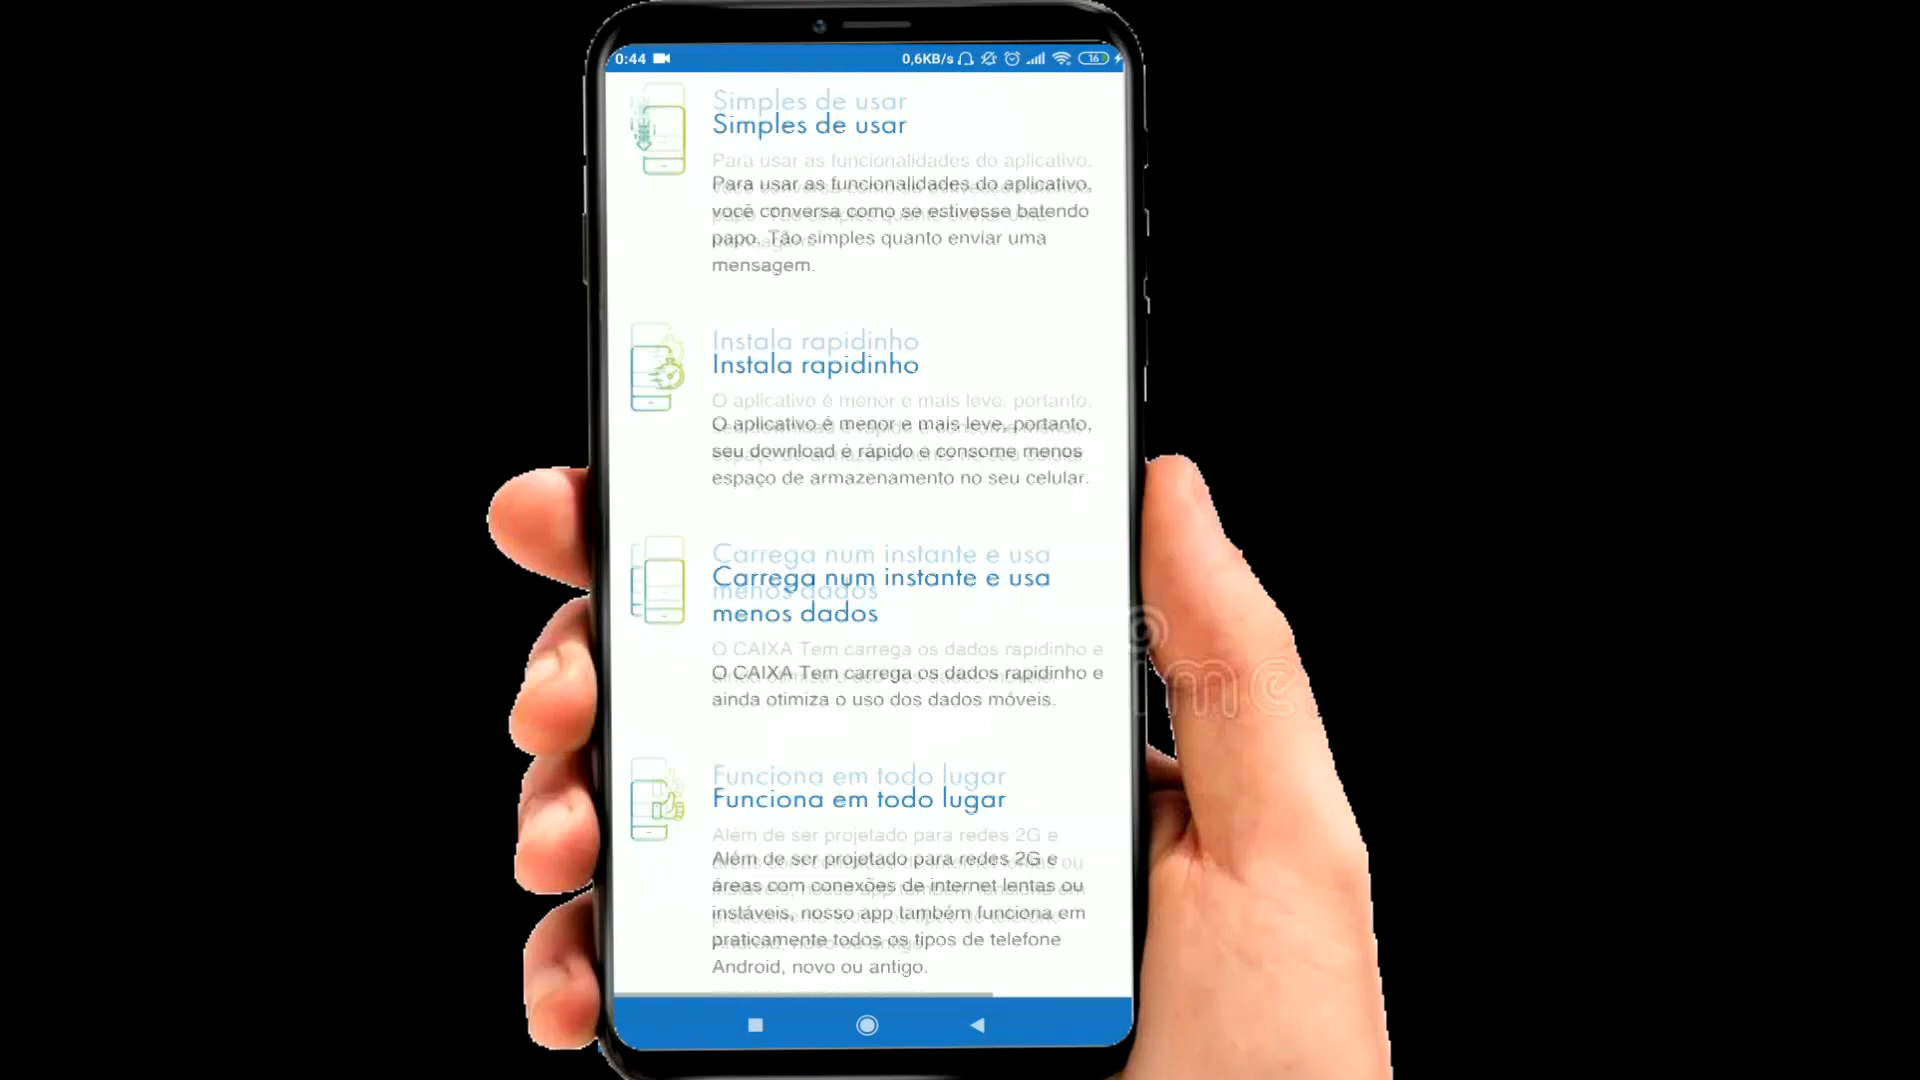 0:44
0,6KB/s
16
Simples de usar
Para usar as funcionalidades do aplicativo,
você conversa como se estivesse batendo
papo. Tão simples quanto enviar uma
mensagem.
Instala rapidinho
O aplicativo é menor e mais leve, portanto,
seu download é rápido e consome menos
espaço de armazenamento no seu celular.
Carrega num instante e usa
menos dados
O CAIXA Tem carrega os dados rapidinho e
ainda otimiza o uso dos dados móveis.
Funciona em todo lugar
Além de ser projetado para redes 2G e
áreas com conexões de internet lentas ou
instáveis, nosso app também funciona em
praticamente todos os tipos de telefone
Android, novo ou antigo.